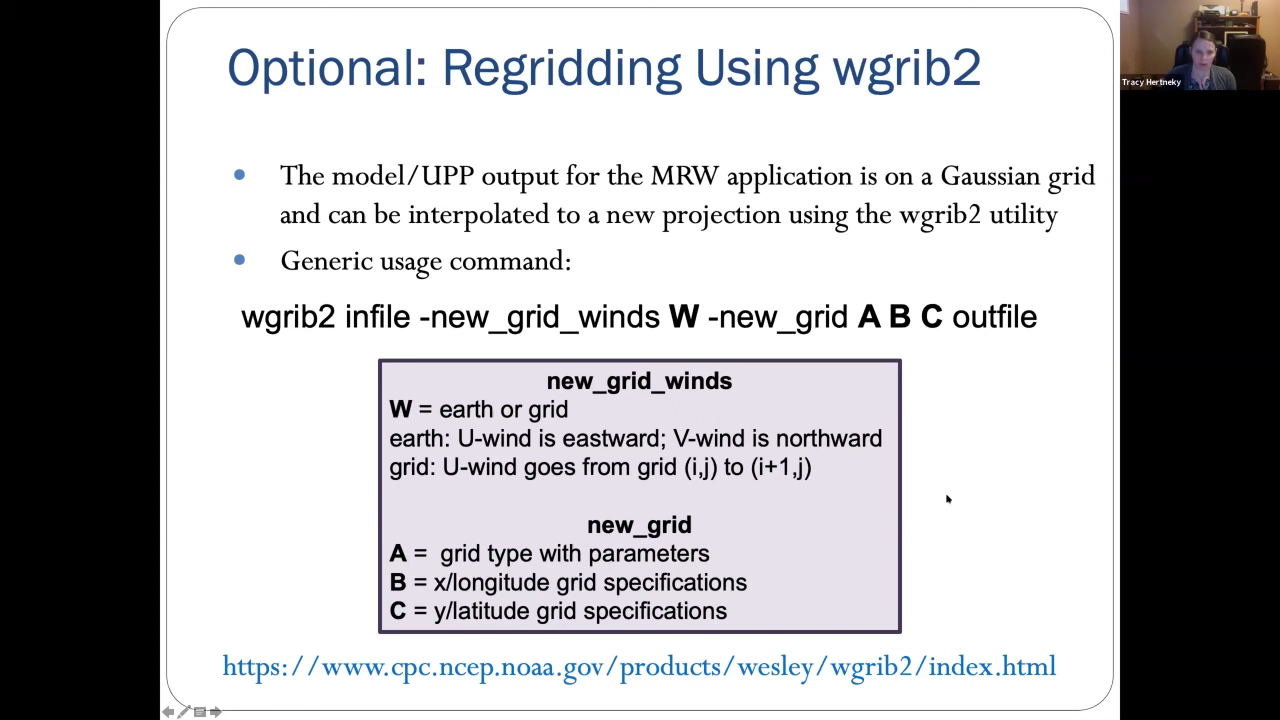 Optional: Regridding Using wgrib2
Tracy Hertneky
• The model/UPP output for the MRW application is on a Gaussian grid
and can be interpolated to a new projection using the wgrib2 utility
• Generic usage command:
wgrib2 infile -new_grid_winds W -new_grid A B C outfile
new_grid_winds
W = earth or grid
earth: U-wind is eastward; V-wind is northward
grid: U-wind goes from grid (i,j) to (i+1,j)
new_grid
A = grid type with parameters
B = x/longitude grid specifications
C = y/latitude grid specifications
https://www.cpc.ncep.noaa.gov/products/wesley/wgrib2/index.html